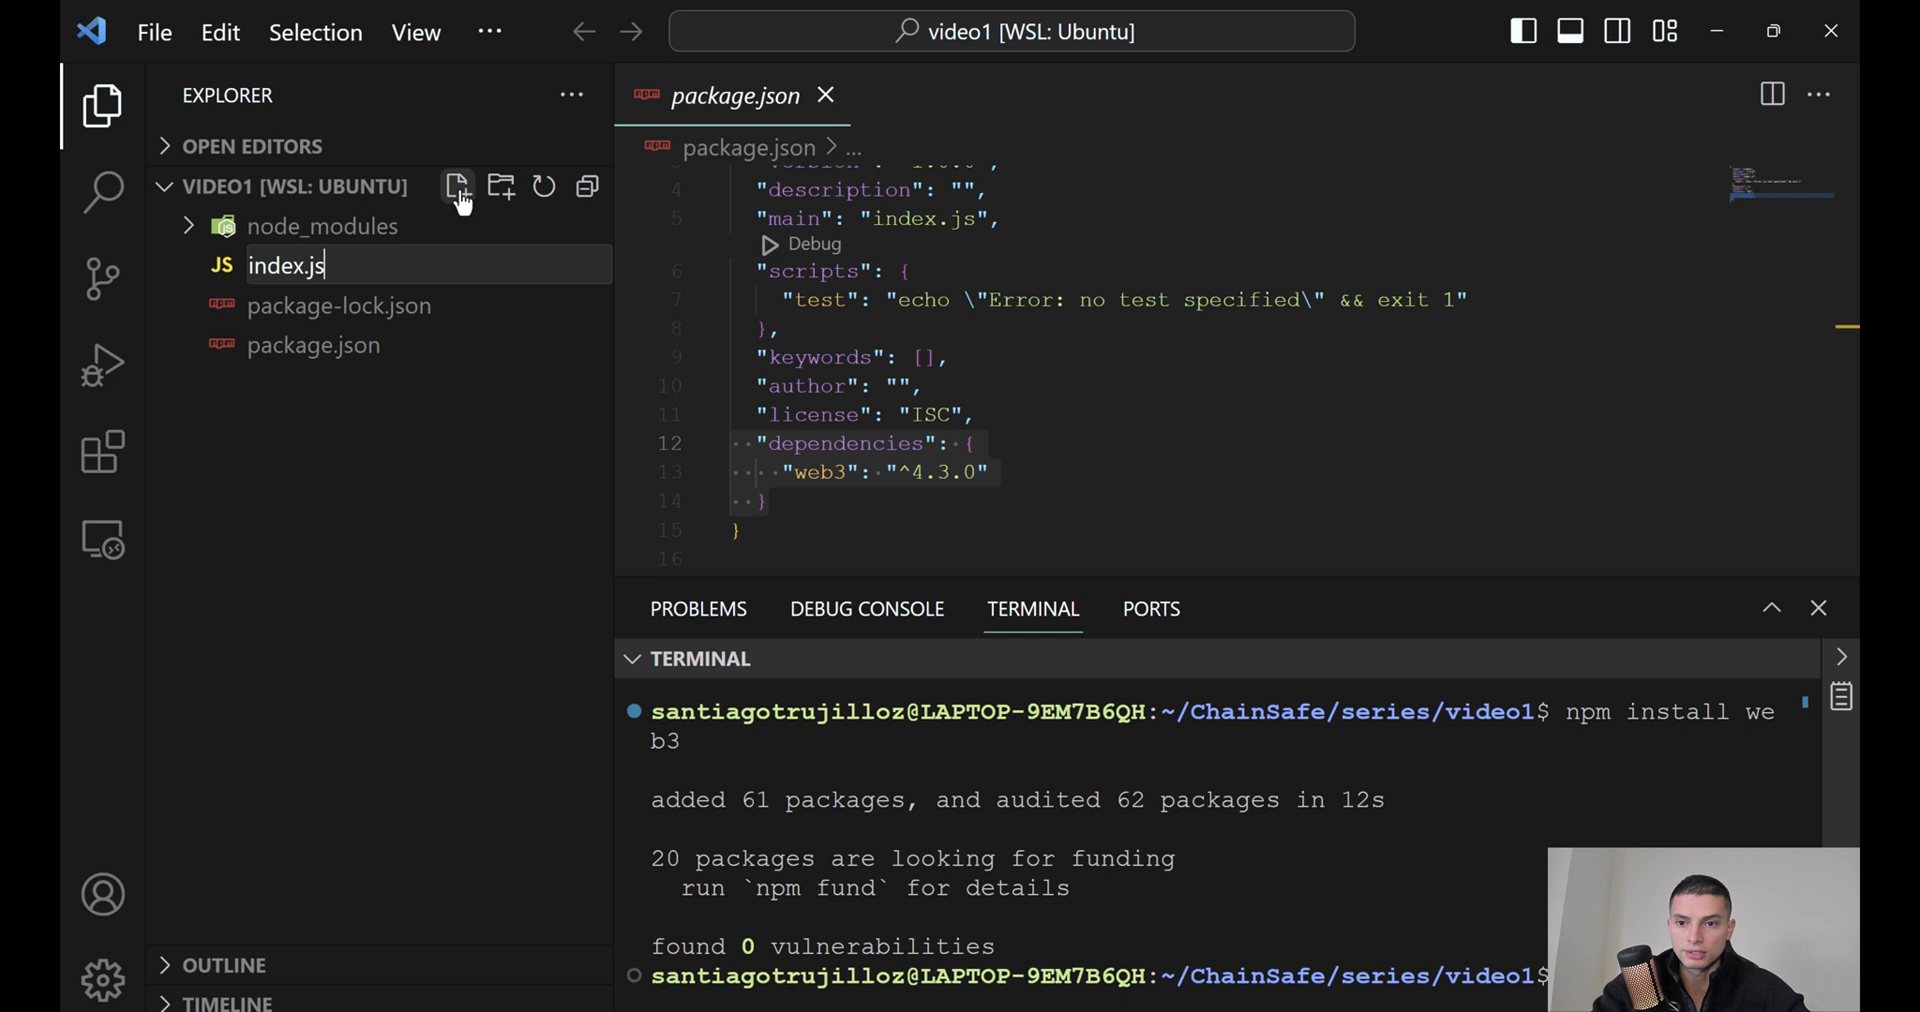 File Edit Selection View ... video1 [WSL: Ubuntu]
EXPLORER ...
OPEN EDITORS
VIDEO1 [WSL: UBUNTU]
node_modules
JS index.js
package-lock.json
package.json
OUTLINE
TIMELINE
package.json
package.json > ...
4 "description": "",
5 "main": "index.js",
Debug
6 "scripts": {
7 "test": "echo \"Error: no test specified\" && exit 1"
8 },
9 "keywords": [],
10 "author": "",
11 "license": "ISC",
12 "dependencies": {
13 "web3": "^4.3.0"
14 }
15 }
16
PROBLEMS DEBUG CONSOLE TERMINAL PORTS
TERMINAL
santiagotrujilloz@LAPTOP-9EM7B6QH:~/ChainSafe/series/video1$ npm install we
b3
added 61 packages, and audited 62 packages in 12s
20 packages are looking for funding
run `npm fund` for details
found 0 vulnerabilities
santiagotrujilloz@LAPTOP-9EM7B6QH:~/ChainSafe/series/video1$